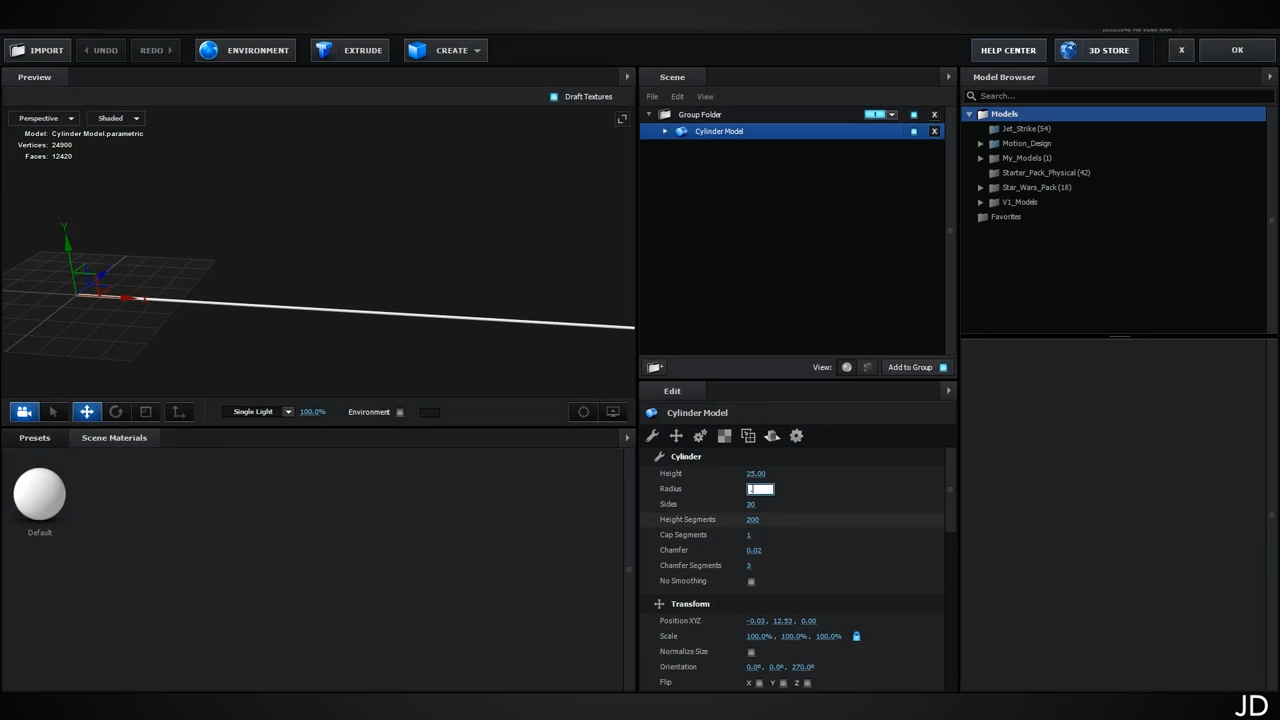 IMPORT
UNDO
REDO
ENVIRONMENT
EXTRUDE
CREATE
HELP CENTER
3D STORE
X
OK
Preview
Scene
Model Browser
Draft Textures
File
Edit
View
Search...
Perspective
Shaded
Group Folder
1
X
Models
Model: Cylinder Model.parametric
Cylinder Model
X
Jet_Strike (54)
Vertices: 24900
Motion_Design
Faces: 12420
My_Models (1)
Starter_Pack_Physical (42)
Star_Wars_Pack (18)
V1_Models
Favorites
Y
View:
Add to Group
Edit
Single Light
100.0%
Environment
Cylinder Model
Presets
Scene Materials
Cylinder
Height
25.00
Radius
.
Sides
30
Height Segments
200
Default
Cap Segments
1
Chamfer
0.02
Chamfer Segments
3
No Smoothing
Transform
Position XYZ
-0.03, 12.53, 0.00
Scale
100.0%, 100.0%, 100.0%
Normalize Size
Orientation
0.0°, 0.0°, 270.0°
Flip
X
Y
Z
JD